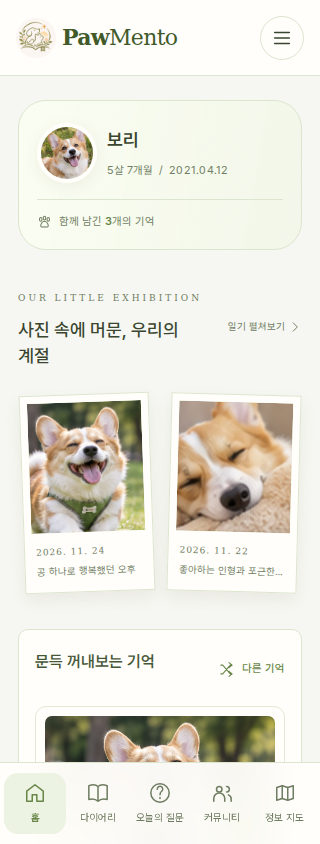 PawMento
보리
5살 7개월 / 2021.04.12
함께 남긴 3개의 기억
OUR LITTLE EXHIBITION
사진 속에 머문, 우리의
계절
일기 펼쳐보기
2026. 11. 24
공 하나로 행복했던 오후
2026. 11. 22
좋아하는 인형과 포근한...
문득 꺼내보는 기억
다른 기억
홈
다이어리
오늘의 질문
커뮤니티
정보 지도